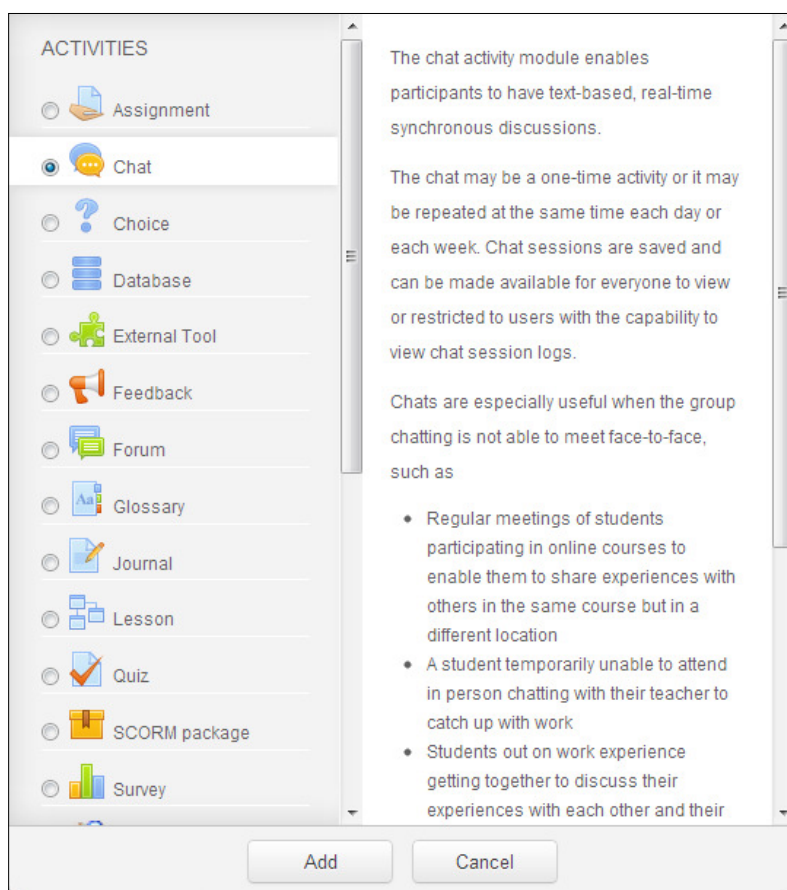 ACTIVITIES
Assignment
Chat
Choice
Database
External Tool
Feedback
Forum
Aa
Glossary
Journal
Lesson
Quiz
SCORM package
Survey
The chat activity module enables
participants to have text-based, real-time
synchronous discussions.
The chat may be a one-time activity or it may
be repeated at the same time each day or
each week. Chat sessions are saved and
can be made available for everyone to view
or restricted to users with the capability to
view chat session logs.
Chats are especially useful when the group
chatting is not able to meet face-to-face,
such as
• Regular meetings of students
participating in online courses to
enable them to share experiences with
others in the same course but in a
different location
• A student temporarily unable to attend
in person chatting with their teacher to
catch up with work
• Students out on work experience
getting together to discuss their
experiences with each other and their
Add
Cancel